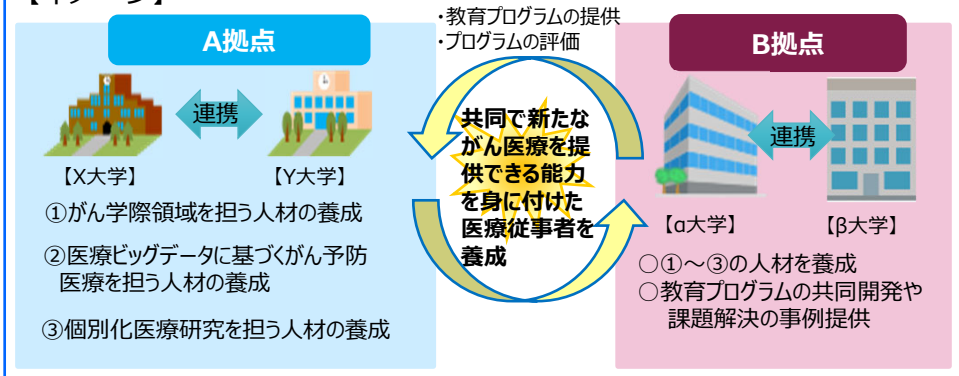 ・教育プログラムの提供
・プログラムの評価
A拠点
連携
【X大学】
【Y大学】
①がん学際領域を担う人材の養成
②医療ビッグデータに基づくがん予防
医療を担う人材の養成
③個別化医療研究を担う人材の養成
共同で新たな
がん医療を提
供できる能力
を身に付けた
医療従事者を
養成
B拠点
連携
【α大学】
【β大学】
○①～③の人材を養成
○教育プログラムの共同開発や
課題解決の事例提供